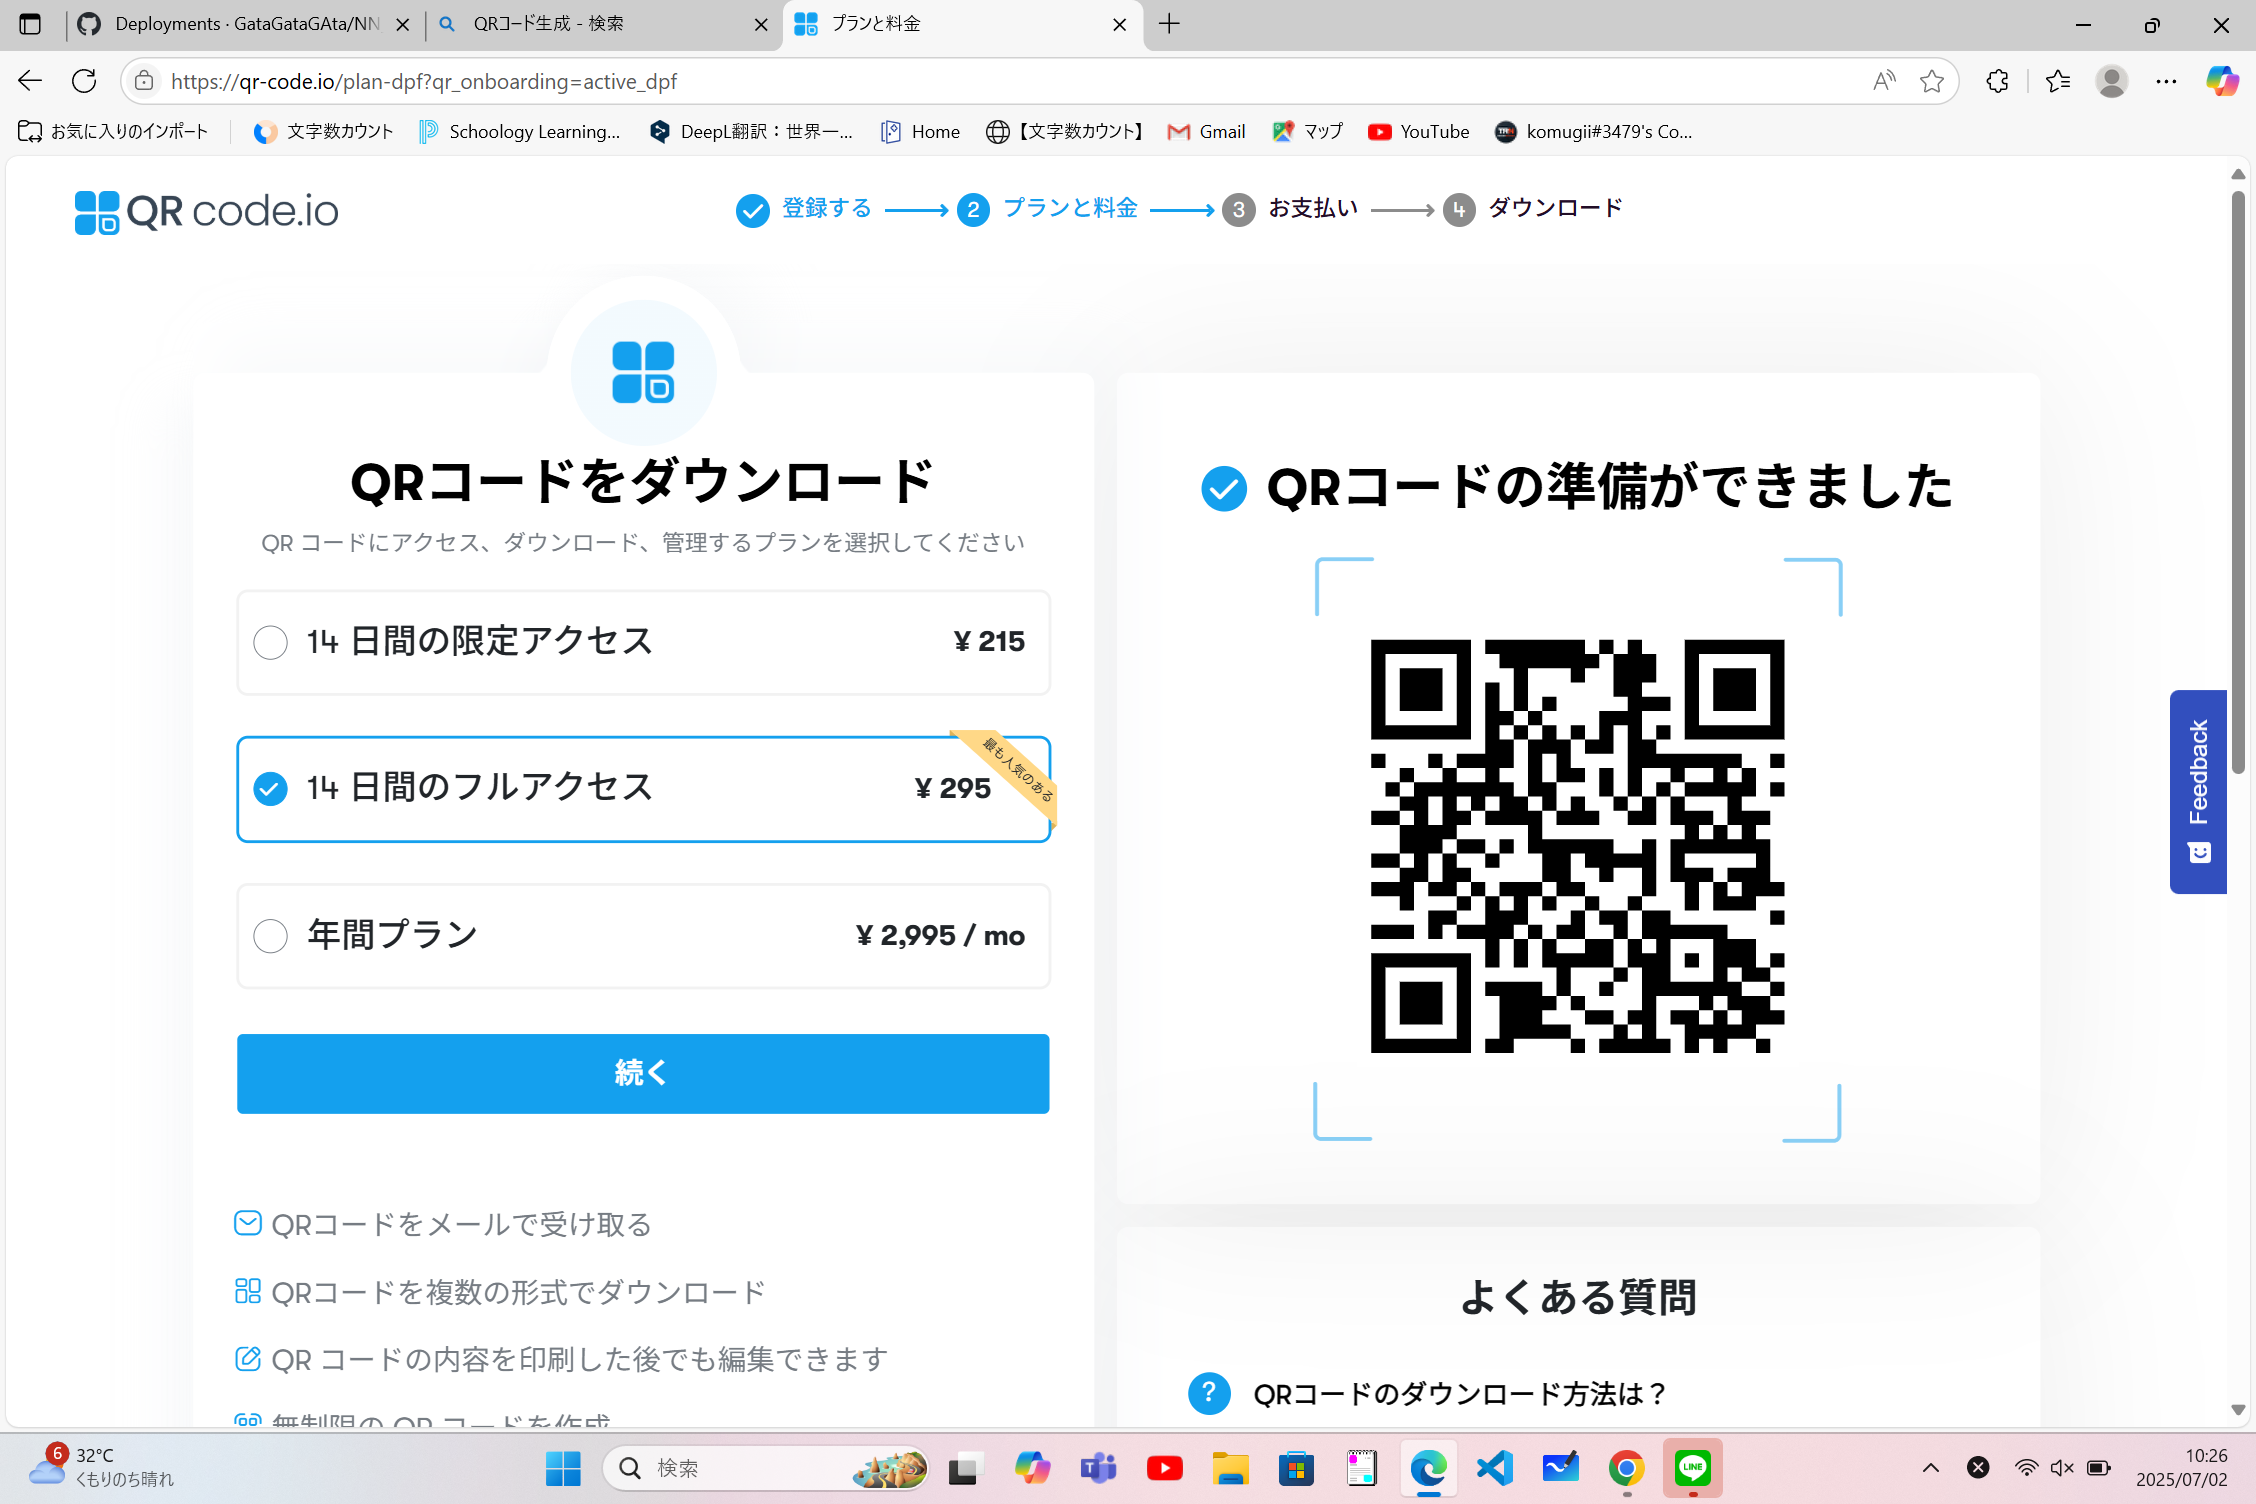 Deployments · GataGataGAta/NN
QRコード生成 - 検索
プランと料金
https://qr-code.io/plan-dpf?qr_onboarding=active_dpf
お気に入りのインポート
文字数カウント
Schoology Learning...
DeepL翻訳：世界一...
Home
【文字数カウント】
Gmail
マップ
YouTube
komugii#3479's Co...
QR code.io
登録する
2 プランと料金
3 お支払い
4 ダウンロード
QRコードをダウンロード
QR コードにアクセス、ダウンロード、管理するプランを選択してください
14 日間の限定アクセス ¥ 215
最も人気のある
14 日間のフルアクセス ¥ 295
年間プラン ¥ 2,995 / mo
続く
QRコードをメールで受け取る
QRコードを複数の形式でダウンロード
QR コードの内容を印刷した後でも編集できます
無制限の QR コードを作成
QRコードの準備ができました
よくある質問
? QRコードのダウンロード方法は？
Feedback
6
32°C
くもりのち晴れ
検索
LINE
10:26
2025/07/02